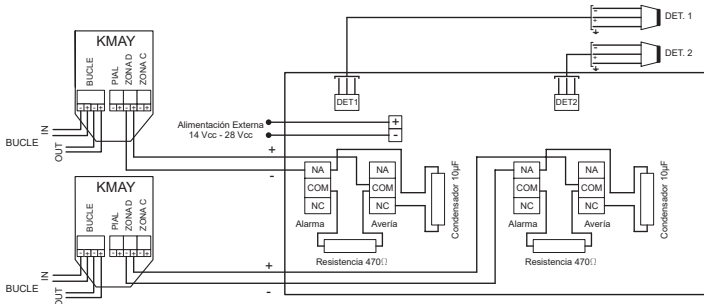 DET. 1
DET. 2
KMAY
BUCLE
PIAL
ZONA D
ZONA C
- + - +
- + - + - +
BUCLE
IN
OUT
DET1
DET2
Alimentación Externa
14 Vcc - 28 Vcc
+
-
+
-
NA
COM
NC
Alarma
NA
COM
NC
Avería
Condensador 10µF
Resistencia 470Ω
NA
COM
NC
Alarma
NA
COM
NC
Avería
Condensador 10µF
Resistencia 470Ω
KMAY
BUCLE
PIAL
ZONA D
ZONA C
- + - +
- + - + - +
BUCLE
IN
OUT
+
-